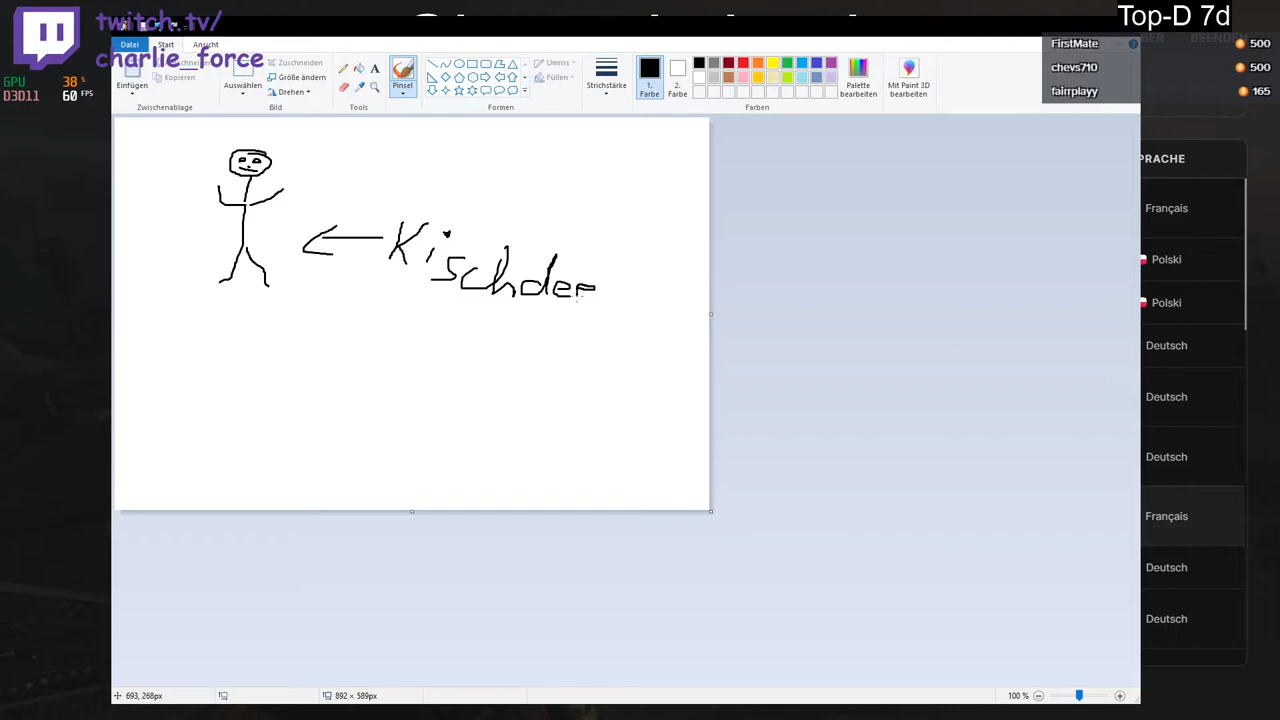 twitch.tv/
charlie_force
Top-D 7d
FirstMate 500
chevs710 500
fairrplayy 165
GPU 38 %
D3D11 60 FPS
Datei Start Ansicht
Einfügen
Kopieren
Zwischenablage
Auswählen
Zuschneiden
Größe ändern
Drehen
Bild
Pinsel
Tools
Umriss
Füllen
Formen
Strichstärke
1. Farbe
2. Farbe
Palette bearbeiten
Mit Paint 3D bearbeiten
Farben
Kischder
PRACHE
Français
Polski
Polski
Deutsch
Deutsch
Deutsch
Français
Deutsch
Deutsch
693, 268px
892 × 589px
100 %